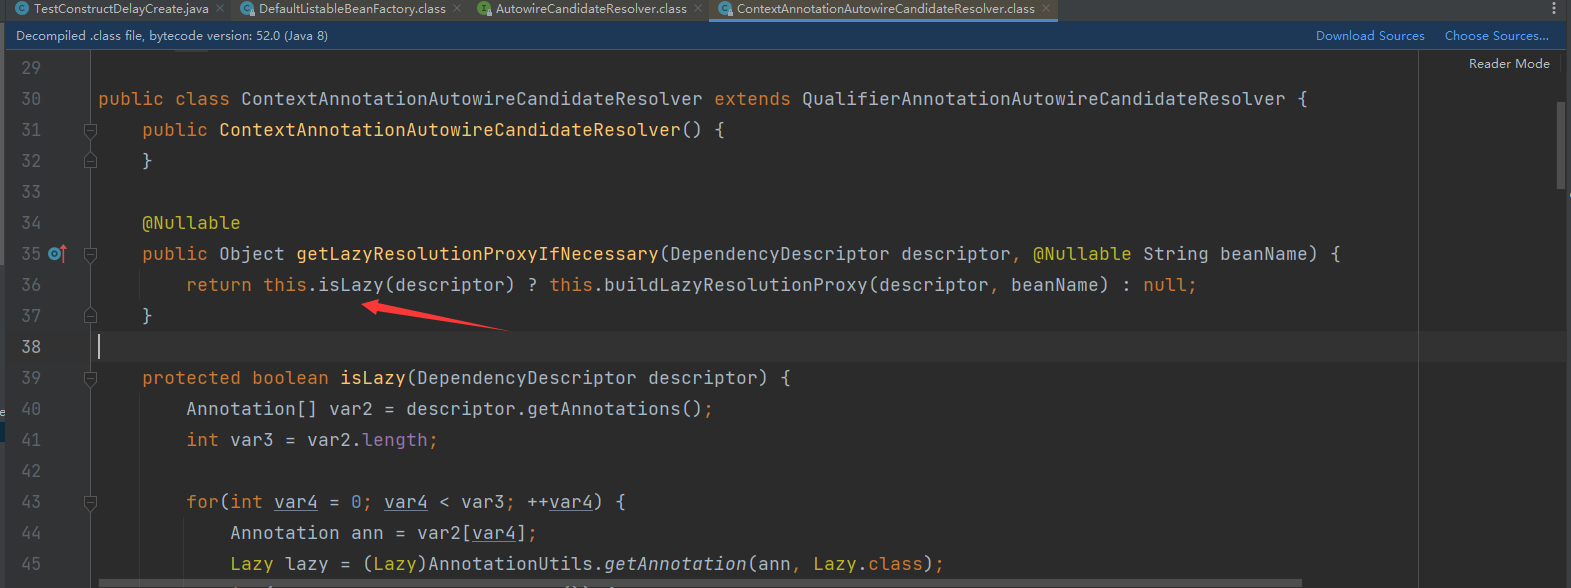 TestConstructDelayCreate.java DefaultListableBeanFactory.class AutowireCandidateResolver.class ContextAnnotationAutowireCandidateResolver.class
Decompiled .class file, bytecode version: 52.0 (Java 8) Download Sources Choose Sources...
Reader Mode
29
30 public class ContextAnnotationAutowireCandidateResolver extends QualifierAnnotationAutowireCandidateResolver {
31 public ContextAnnotationAutowireCandidateResolver() {
32 }
33
34 @Nullable
35 public Object getLazyResolutionProxyIfNecessary(DependencyDescriptor descriptor, @Nullable String beanName) {
36 return this.isLazy(descriptor) ? this.buildLazyResolutionProxy(descriptor, beanName) : null;
37 }
38
39 protected boolean isLazy(DependencyDescriptor descriptor) {
40 Annotation[] var2 = descriptor.getAnnotations();
41 int var3 = var2.length;
42
43 for(int var4 = 0; var4 < var3; ++var4) {
44 Annotation ann = var2[var4];
45 Lazy lazy = (Lazy)AnnotationUtils.getAnnotation(ann, Lazy.class);